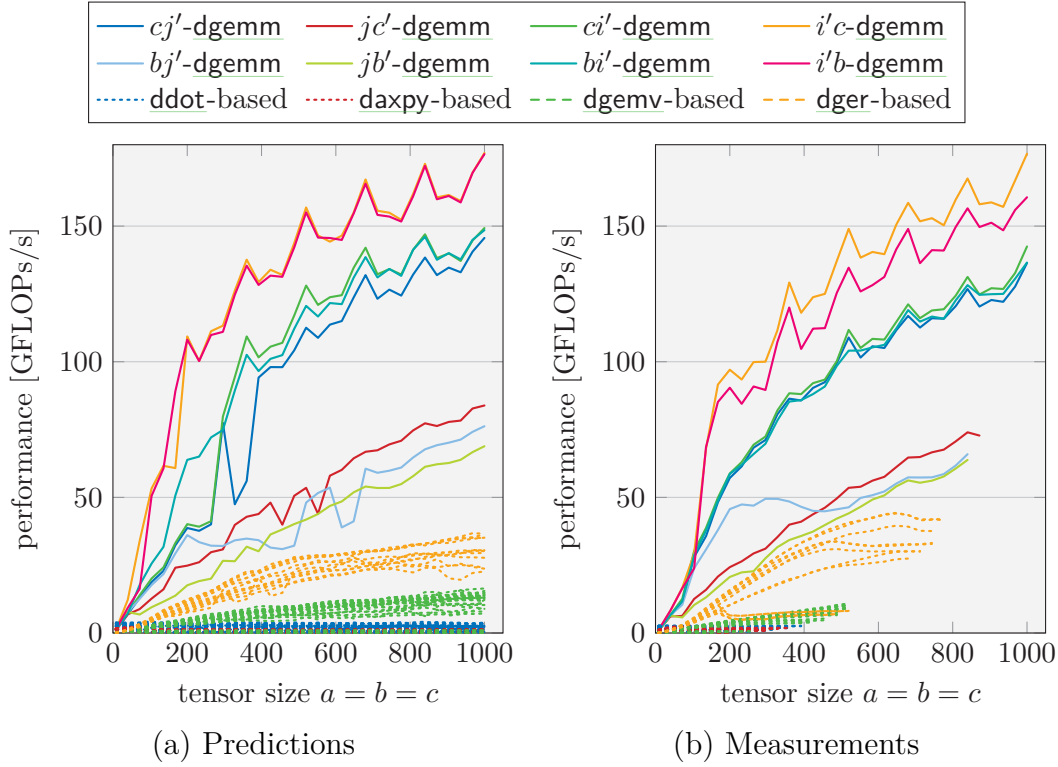 cj′-dgemm jc′-dgemm ci′-dgemm i′c-dgemm
bj′-dgemm jb′-dgemm bi′-dgemm i′b-dgemm
ddot-based daxpy-based dgemv-based dger-based
performance [GFLOPs/s]
150
100
50
0
0 200 400 600 800 1000
tensor size a = b = c
(a) Predictions
performance [GFLOPs/s]
150
100
50
0
0 200 400 600 800 1000
tensor size a = b = c
(b) Measurements